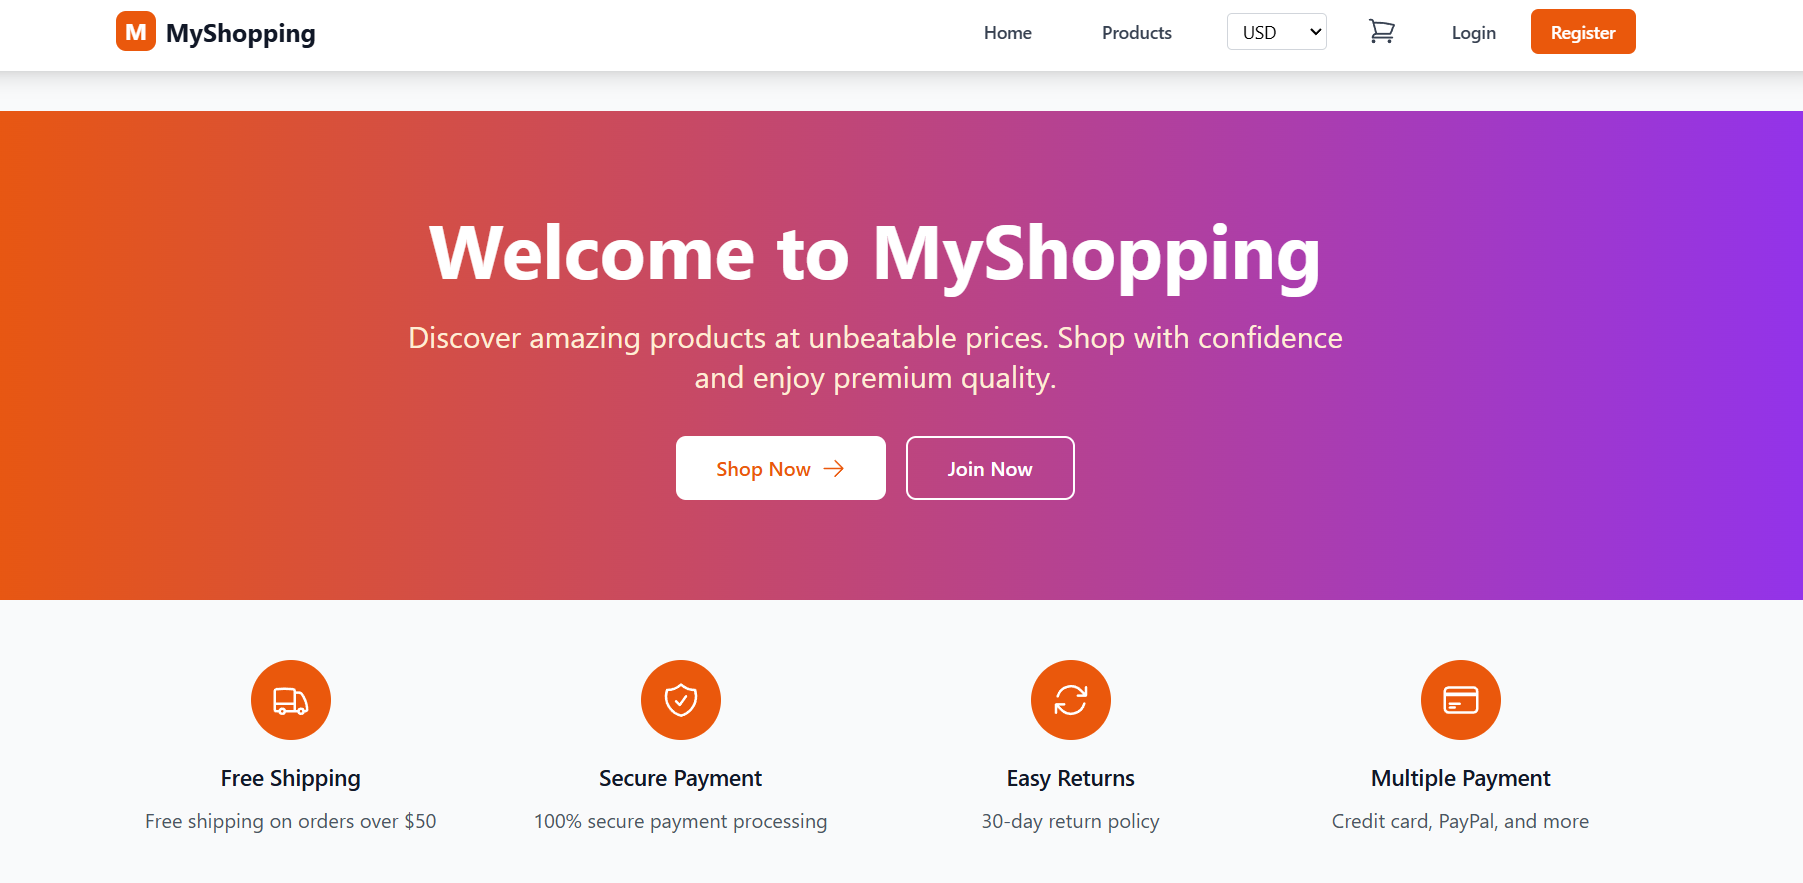 M MyShopping
Home Products USD Login Register
Welcome to MyShopping
Discover amazing products at unbeatable prices. Shop with confidence
and enjoy premium quality.
Shop Now Join Now
Free Shipping
Free shipping on orders over $50
Secure Payment
100% secure payment processing
Easy Returns
30-day return policy
Multiple Payment
Credit card, PayPal, and more